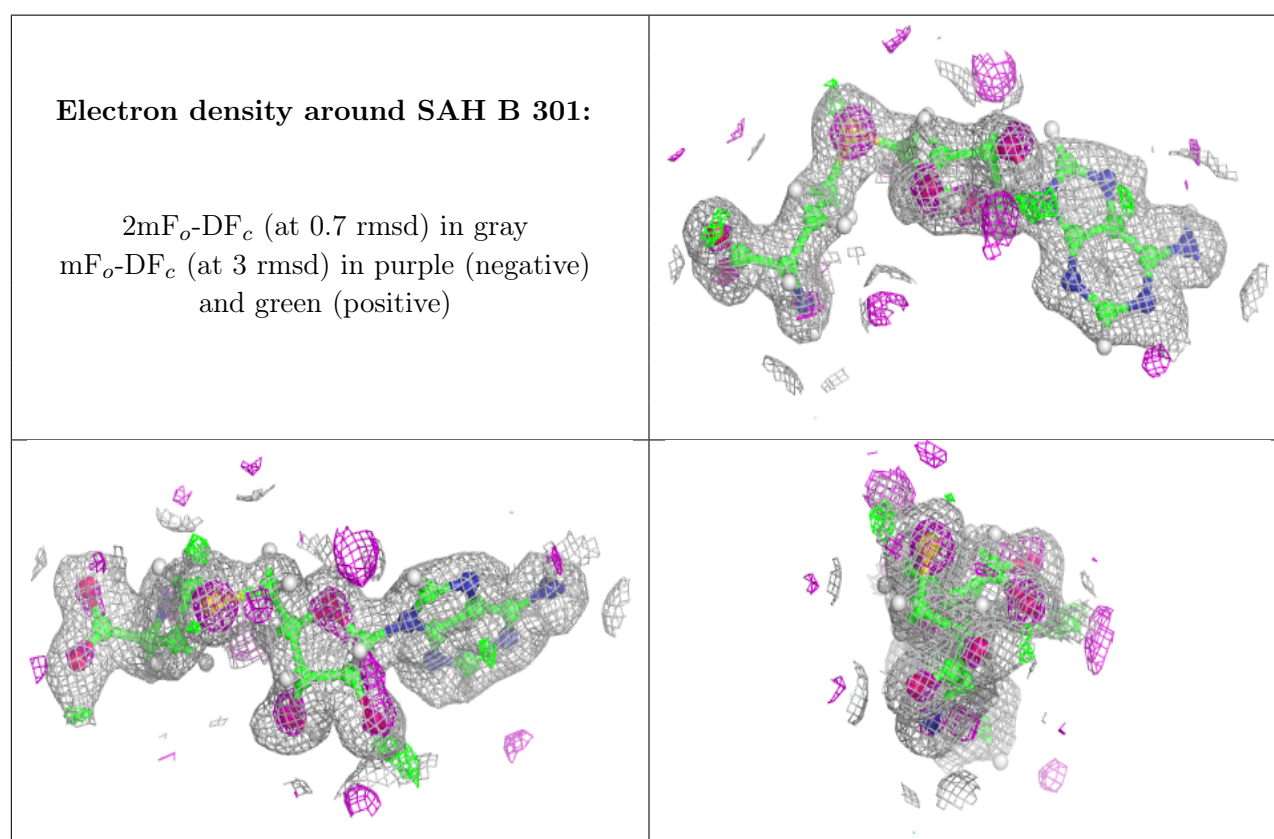 Electron density around SAH B 301:
2mFo-DFc (at 0.7 rmsd) in gray
mFo-DFc (at 3 rmsd) in purple (negative)
and green (positive)